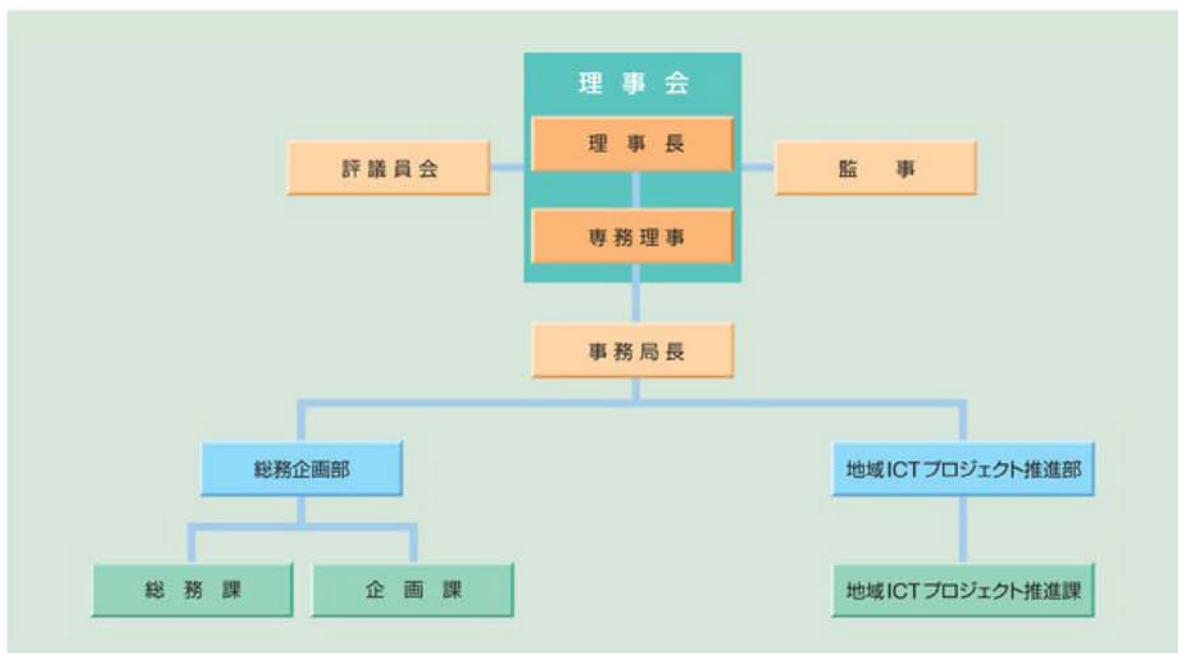 理事会
理事長
評議員会
監事
専務理事
事務局長
総務企画部
地域ICTプロジェクト推進部
総務課
企画課
地域ICTプロジェクト推進課